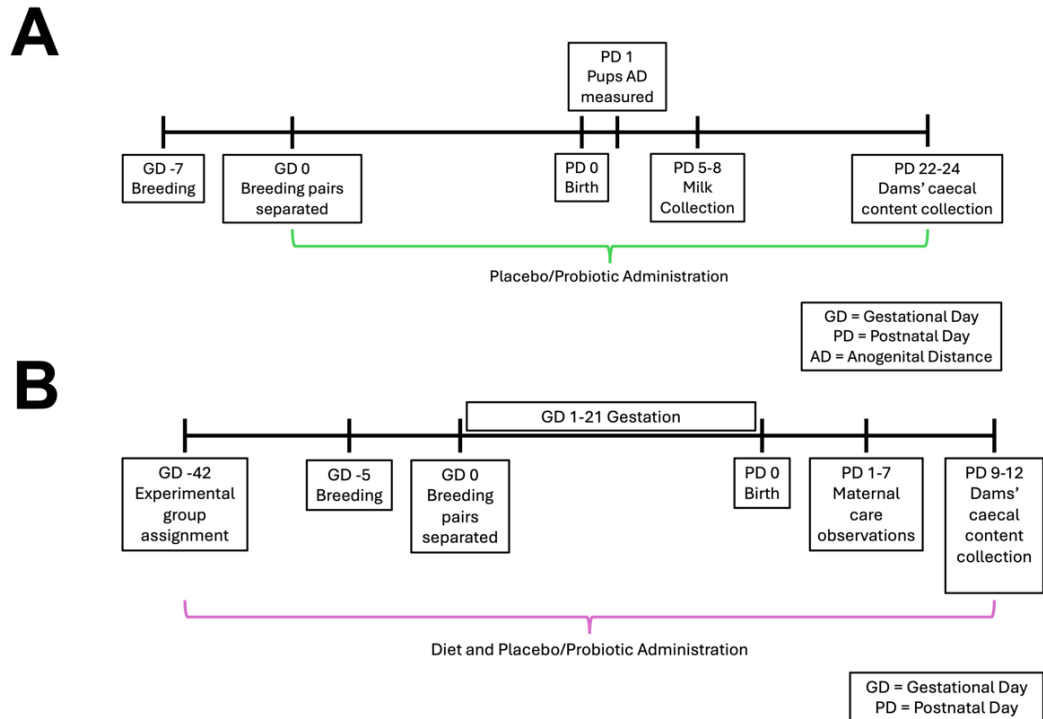 A
PD 1
Pups AD
measured
GD -7
Breeding
GD 0
Breeding pairs
separated
PD 0
Birth
PD 5-8
Milk
Collection
PD 22-24
Dams' caecal
content collection
Placebo/Probiotic Administration
GD = Gestational Day
PD = Postnatal Day
AD = Anogenital Distance
B
GD 1-21 Gestation
GD -42
Experimental
group
assignment
GD -5
Breeding
GD 0
Breeding
pairs
separated
PD 0
Birth
PD 1-7
Maternal
care
observations
PD 9-12
Dams'
caecal
content
collection
Diet and Placebo/Probiotic Administration
GD = Gestational Day
PD = Postnatal Day